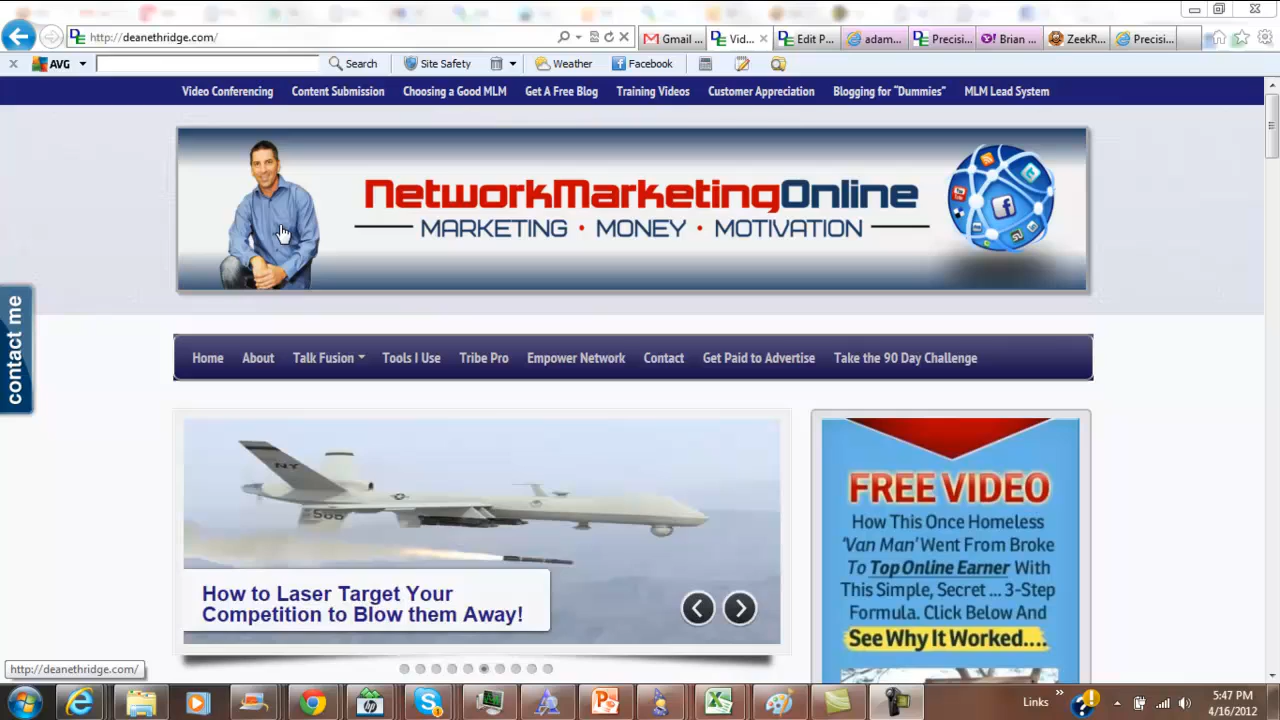 http://deanethridge.com/
Gmail ...
Vid...
Edit P...
adam...
Precisi...
Brian ...
ZeekR...
Precisi...
AVG
Search
Site Safety
Weather
Facebook
Video Conferencing
Content Submission
Choosing a Good MLM
Get A Free Blog
Training Videos
Customer Appreciation
Blogging for "Dummies"
MLM Lead System
NetworkMarketingOnline
MARKETING • MONEY • MOTIVATION
contact me
Home
About
Talk Fusion
Tools I Use
Tribe Pro
Empower Network
Contact
Get Paid to Advertise
Take the 90 Day Challenge
NY
How to Laser Target Your
Competition to Blow them Away!
FREE VIDEO
How This Once Homeless
'Van Man' Went From Broke
To Top Online Earner With
This Simple, Secret ... 3-Step
Formula. Click Below And
See Why It Worked....
http://deanethridge.com/
Links
5:47 PM
4/16/2012